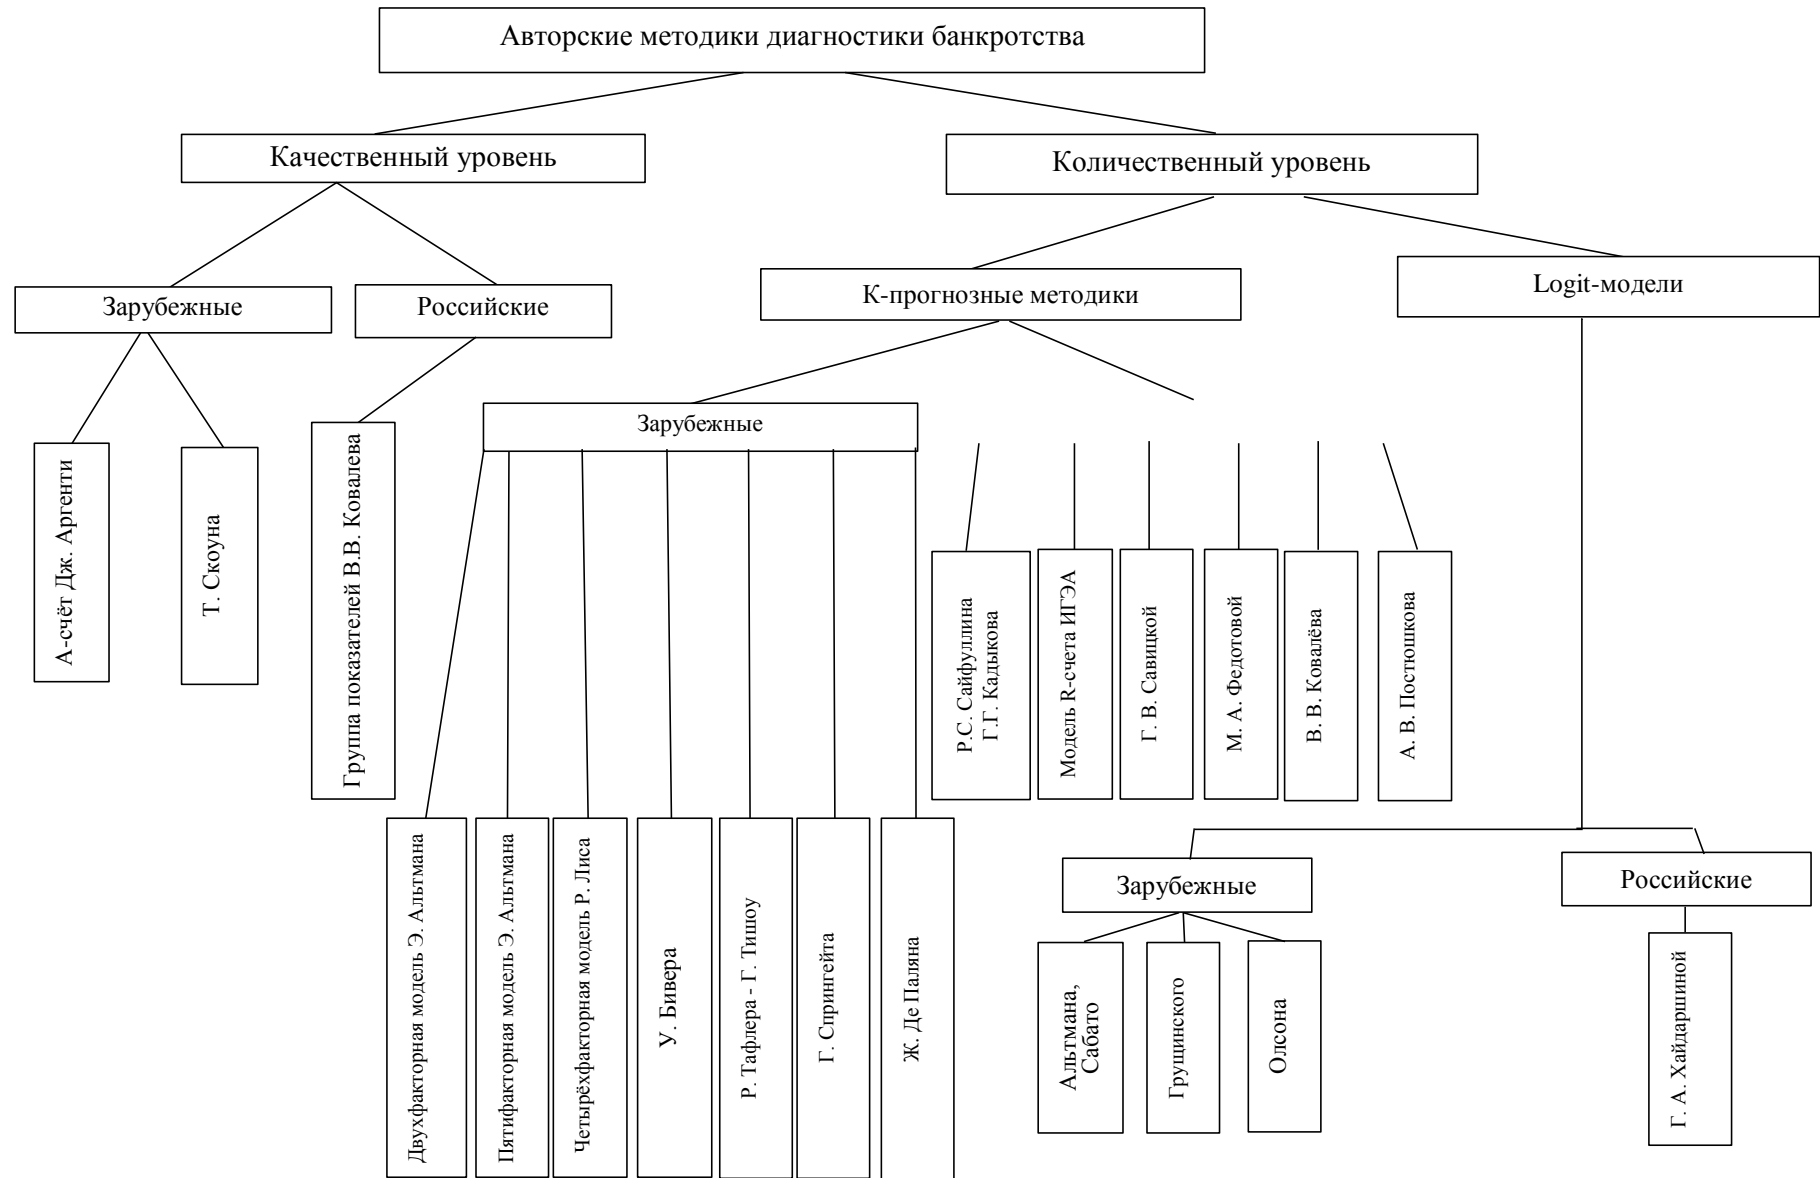 Авторские методики диагностики банкротства
Качественный уровень
Количественный уровень
Зарубежные
Российские
К-прогнозные методики
Logit-модели
Зарубежные
А-счёт Дж. Аргенти
Т. Скоуна
Группа показателей В.В. Ковалева
Р.С. Сайфуллина
Г.Г. Кадыкова
Модель R-счета ИГЭА
Г. В. Савицкой
М. А. Федотовой
В. В. Ковалёва
А. В. Постюшкова
Двухфакторная модель Э. Альтмана
Пятифакторная модель Э. Альтмана
Четырёхфакторная модель Р. Лиса
У. Бивера
Р. Тафлера - Г. Тишоу
Г. Спрингейта
Ж. Де Паляна
Зарубежные
Российские
Альтмана,
Сабато
Грущинского
Олсона
Г. А. Хайдаршиной